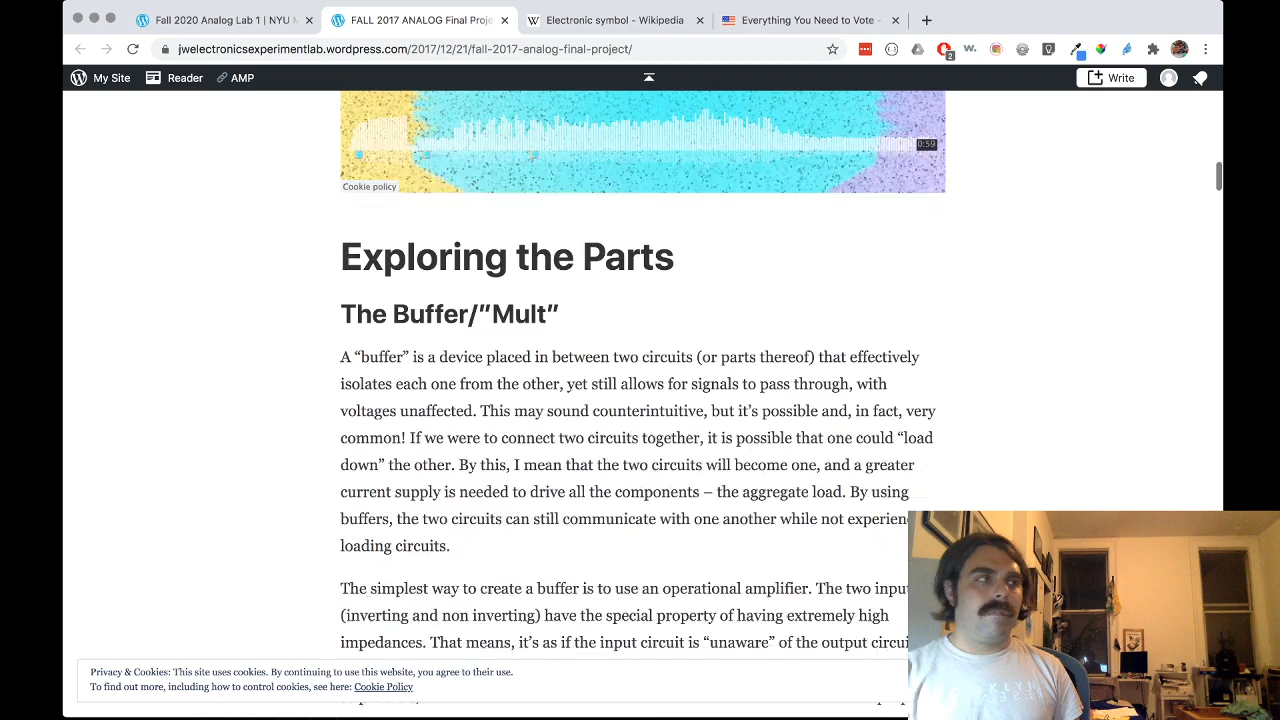 Fall 2020 Analog Lab 1 | NYU M
FALL 2017 ANALOG Final Proje
Electronic symbol - Wikipedia
Everything You Need to Vote -
jwelectronicsexperimentlab.wordpress.com/2017/12/21/fall-2017-analog-final-project/
2
My Site
Reader
AMP
Write
0:59
Cookie policy
Exploring the Parts
The Buffer/"Mult"
A “buffer” is a device placed in between two circuits (or parts thereof) that effectively
isolates each one from the other, yet still allows for signals to pass through, with
voltages unaffected. This may sound counterintuitive, but it’s possible and, in fact, very
common! If we were to connect two circuits together, it is possible that one could “load
down” the other. By this, I mean that the two circuits will become one, and a greater
current supply is needed to drive all the components – the aggregate load. By using
buffers, the two circuits can still communicate with one another while not experien
loading circuits.
The simplest way to create a buffer is to use an operational amplifier. The two inpu
(inverting and non inverting) have the special property of having extremely high
impedances. That means, it’s as if the input circuit is “unaware” of the output circui
Privacy & Cookies: This site uses cookies. By continuing to use this website, you agree to their use.
To find out more, including how to control cookies, see here: Cookie Policy